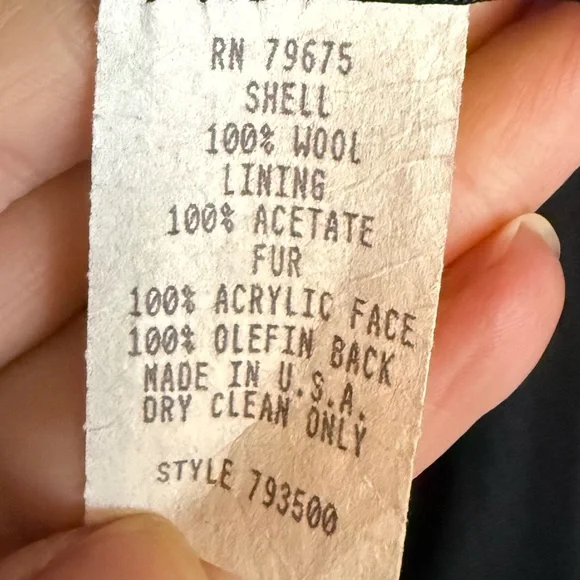 RN 79675
SHELL
100% WOOL
LINING
100% ACETATE
FUR
100% ACRYLIC FACE
100% OLEFIN BACK
MADE IN U.S.A.
DRY CLEAN ONLY
STYLE 793500